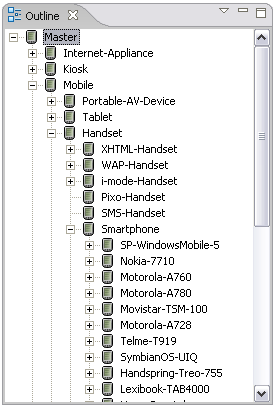 Outline
Master
Internet-Appliance
Kiosk
Mobile
Portable-AV-Device
Tablet
Handset
XHTML-Handset
WAP-Handset
i-mode-Handset
Pixo-Handset
SMS-Handset
Smartphone
SP-WindowsMobile-5
Nokia-7710
Motorola-A760
Motorola-A780
Movistar-TSM-100
Motorola-A728
Telme-T919
SymbianOS-UIQ
Handspring-Treo-755
Lexibook-TAB4000